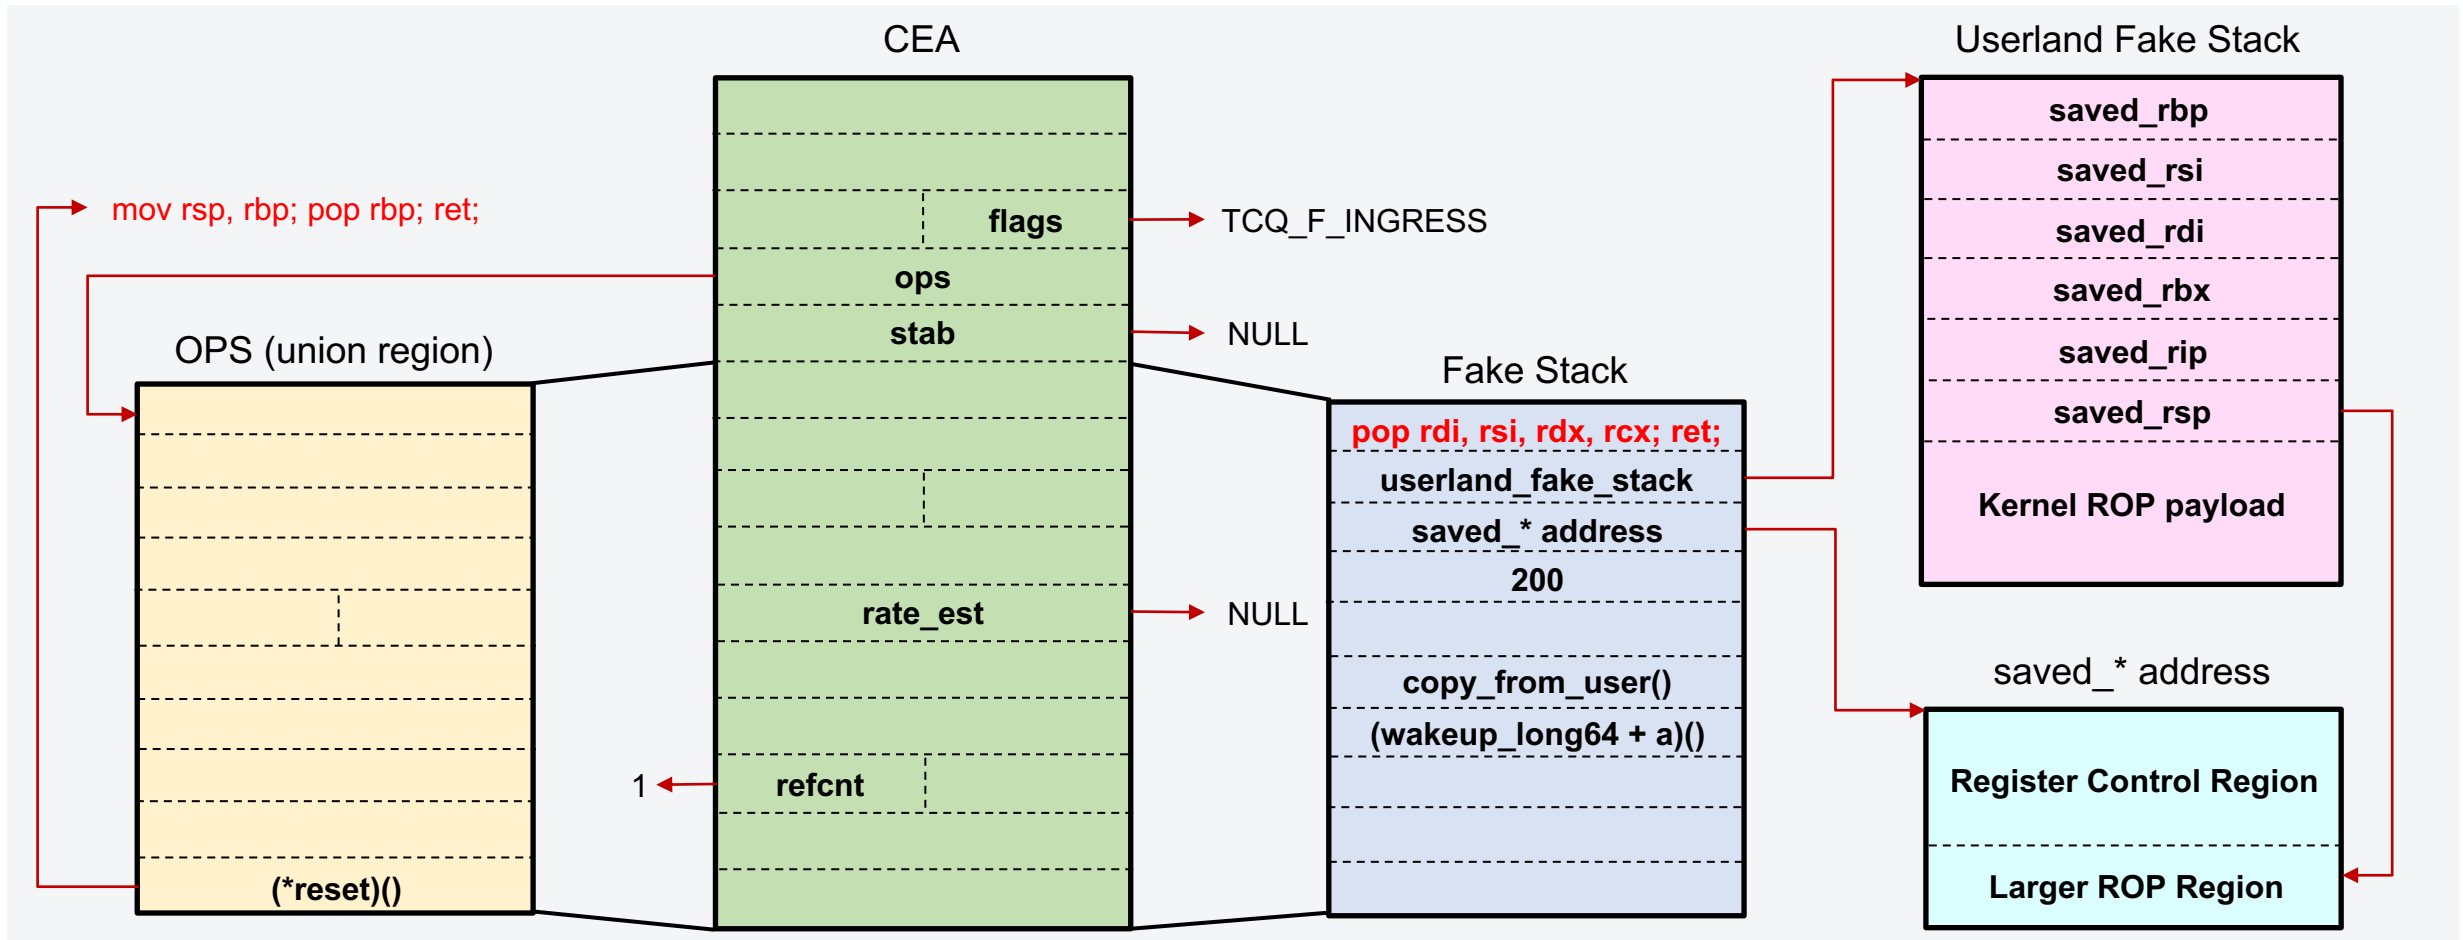 CEA
Userland Fake Stack
mov rsp, rbp; pop rbp; ret;
OPS (union region)
(*reset)()
flags
ops
stab
rate_est
refcnt
TCQ_F_INGRESS
NULL
NULL
1
Fake Stack
pop rdi, rsi, rdx, rcx; ret;
userland_fake_stack
saved_* address
200
copy_from_user()
(wakeup_long64 + a)()
saved_rbp
saved_rsi
saved_rdi
saved_rbx
saved_rip
saved_rsp
Kernel ROP payload
saved_* address
Register Control Region
Larger ROP Region